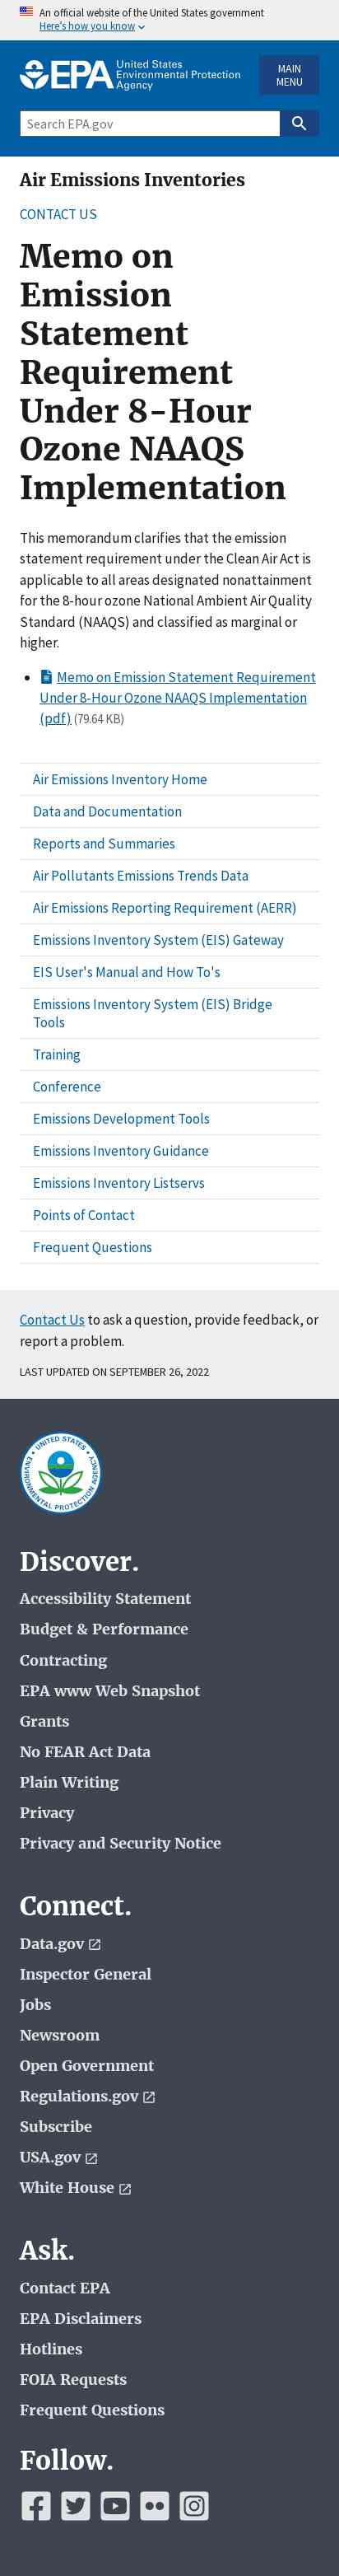 An official website of the United States government
Here's how you know
EPA
United States
Environmental Protection
Agency
MAIN
MENU
Search EPA.gov
Air Emissions Inventories
CONTACT US
Memo on
Emission
Statement
Requirement
Under 8-Hour
Ozone NAAQS
Implementation
This memorandum clarifies that the emission
statement requirement under the Clean Air Act is
applicable to all areas designated nonattainment
for the 8-hour ozone National Ambient Air Quality
Standard (NAAQS) and classified as marginal or
higher.
Memo on Emission Statement Requirement
Under 8-Hour Ozone NAAQS Implementation
(pdf) (79.64 KB)
Air Emissions Inventory Home
Data and Documentation
Reports and Summaries
Air Pollutants Emissions Trends Data
Air Emissions Reporting Requirement (AERR)
Emissions Inventory System (EIS) Gateway
EIS User's Manual and How To's
Emissions Inventory System (EIS) Bridge
Tools
Training
Conference
Emissions Development Tools
Emissions Inventory Guidance
Emissions Inventory Listservs
Points of Contact
Frequent Questions
Contact Us to ask a question, provide feedback, or
report a problem.
LAST UPDATED ON SEPTEMBER 26, 2022
UNITED STATES
ENVIRONMENTAL PROTECTION AGENCY
Discover.
Accessibility Statement
Budget & Performance
Contracting
EPA www Web Snapshot
Grants
No FEAR Act Data
Plain Writing
Privacy
Privacy and Security Notice
Connect.
Data.gov
Inspector General
Jobs
Newsroom
Open Government
Regulations.gov
Subscribe
USA.gov
White House
Ask.
Contact EPA
EPA Disclaimers
Hotlines
FOIA Requests
Frequent Questions
Follow.